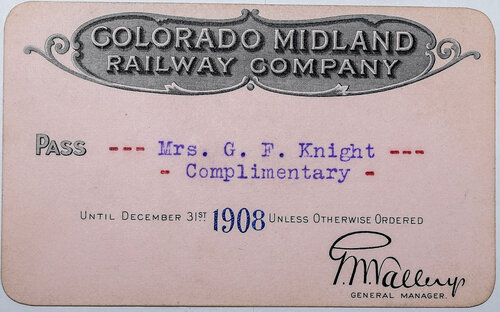 COLORADO MIDLAND
RAILWAY COMPANY
PASS --- Mrs. G. F. Knight ---
- Complimentary -
UNTIL DECEMBER 31ST 1908 UNLESS OTHERWISE ORDERED
GENERAL MANAGER.